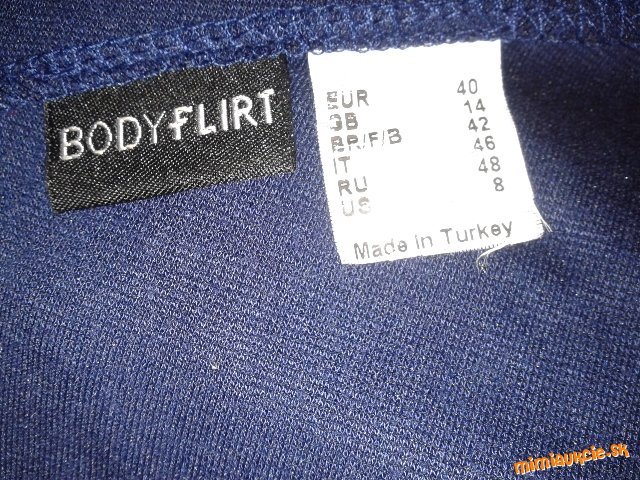 BODYFLIRT
EUR 40
GB 14
BR/F/B 42
IT 46
RU 48
US 8
Made in Turkey
mimiaukcie.sk